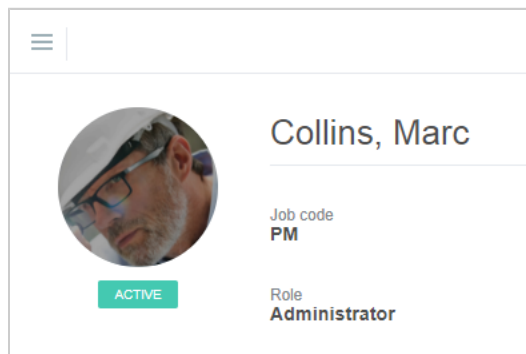 Collins, Marc
Job code
PM
ACTIVE
Role
Administrator